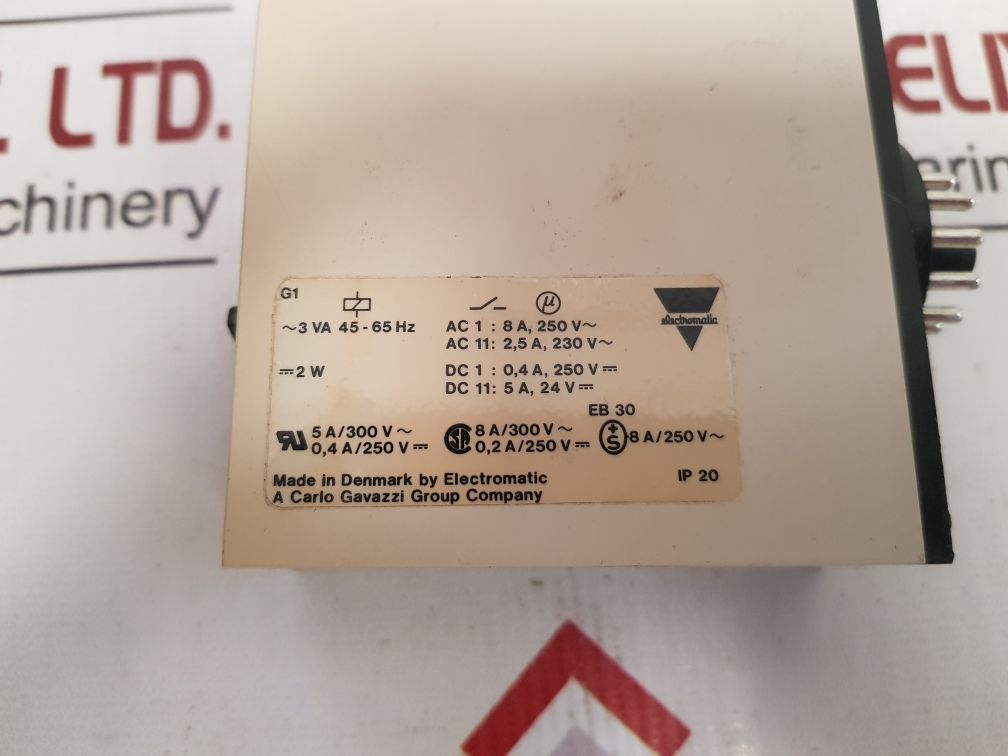 LTD.
chinery
ELI
erin
G1
µ
electromatic
~3 VA 45-65 Hz
AC 1 : 8 A, 250 V~
AC 11: 2,5 A, 230 V~
⎓2 W
DC 1 : 0,4 A, 250 V⎓
DC 11: 5 A, 24 V⎓
EB 30
RU 5 A/300 V~
0,4 A/250 V⎓
SA 8 A/300 V~
0,2 A/250 V⎓
+S 8 A/250 V~
Made in Denmark by Electromatic
A Carlo Gavazzi Group Company
IP 20